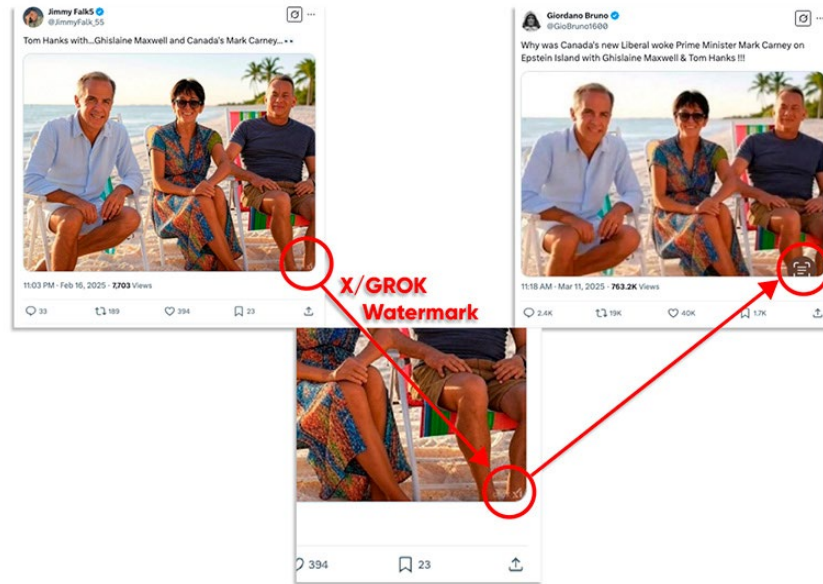 Jimmy Falk5
@JimmyFalk_55
Tom Hanks with...Ghislaine Maxwell and Canada's Mark Carney...
11:03 PM · Feb 16, 2025 · 7,703 Views
33
189
394
23
Giordano Bruno
@GioBruno1600
Why was Canada's new Liberal woke Prime Minister Mark Carney on
Epstein Island with Ghislaine Maxwell & Tom Hanks !!!
11:18 AM · Mar 11, 2025 · 763.2K Views
2.4K
19K
40K
1.7K
X/GROK
Watermark
394
23